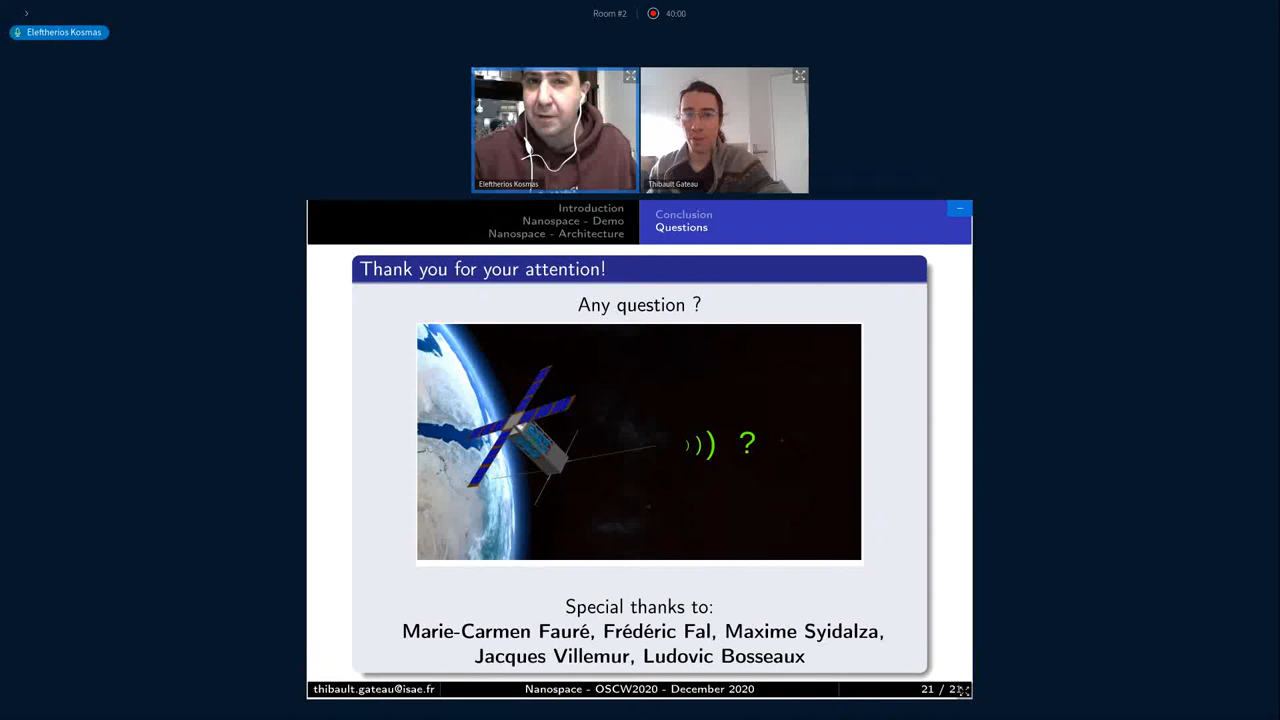 Room #2
40:00
Eleftherios Kosmas
Eleftherios Kosmas
Thibault Gateau
Introduction
Nanospace - Demo
Nanospace - Architecture
Conclusion
Questions
Thank you for your attention!
Any question ?
))) ?
Special thanks to:
Marie-Carmen Fauré, Frédéric Fal, Maxime Syidalza,
Jacques Villemur, Ludovic Bosseaux
thibault.gateau@isae.fr
Nanospace - OSCW2020 - December 2020
21 / 21